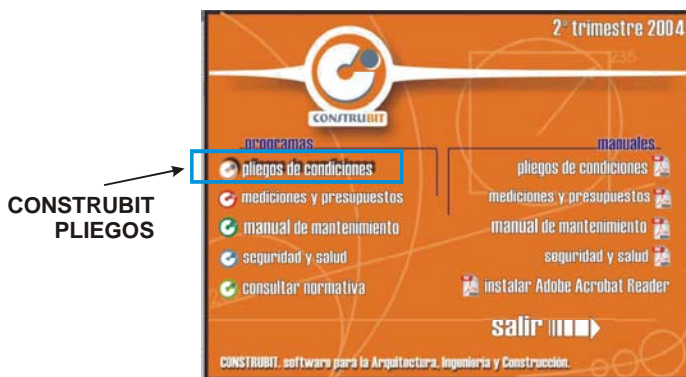 2º trimestre 2004
236
CONSTRUBIT
programas
manuales
pliegos de condiciones
mediciones y presupuestos
manual de mantenimiento
seguridad y salud
consultar normativa
pliegos de condiciones
mediciones y presupuestos
manual de mantenimiento
seguridad y salud
instalar Adobe Acrobat Reader
salir
CONSTRUBIT. software para la Arquitectura, Ingeniería y Construcción.
CONSTRUBIT
PLIEGOS